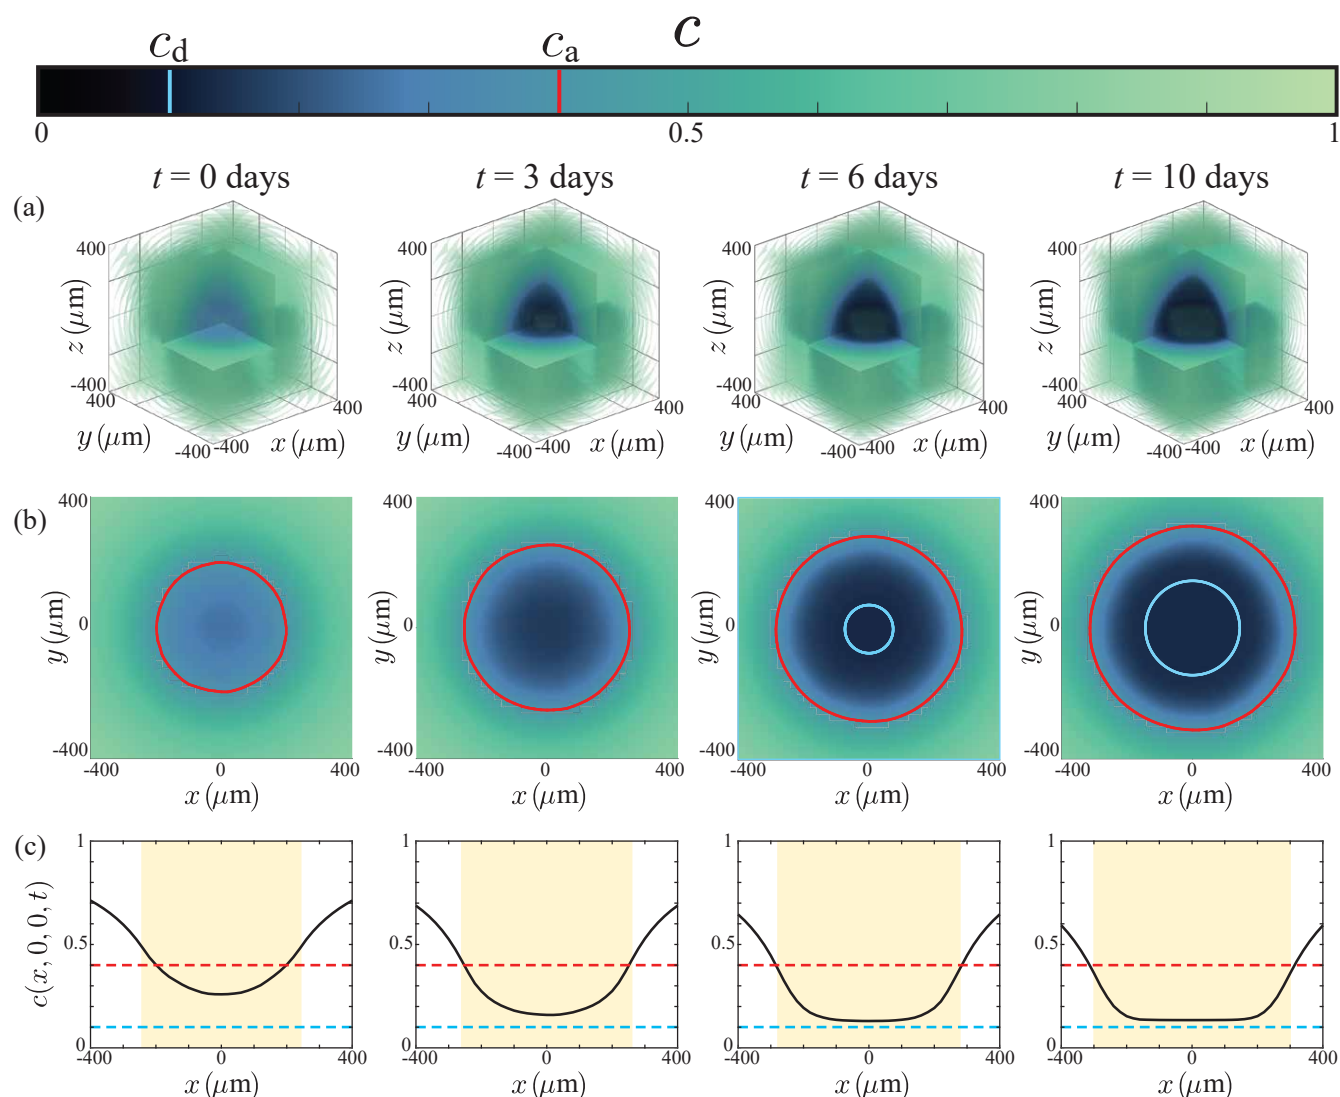 c
c_d c_a
0 0.5 1
t = 0 days t = 3 days t = 6 days t = 10 days
(a)
400 400 400 400
z (μm) z (μm) z (μm) z (μm)
-400 -400 -400 -400
400 400 400 400 400 400 400 400
y (μm) x (μm) y (μm) x (μm) y (μm) x (μm) y (μm) x (μm)
-400 -400 -400 -400 -400 -400 -400 -400
(b)
400 400 400 400
y (μm) 0 y (μm) 0 y (μm) 0 y (μm) 0
-400 -400 -400 -400
-400 0 400 -400 0 400 -400 0 400 -400 0 400
x (μm) x (μm) x (μm) x (μm)
(c)
1 1 1 1
c(x, 0, 0, t) 0.5 0.5 0.5 0.5
0 0 0 0
-400 0 400 -400 0 400 -400 0 400 -400 0 400
x (μm) x (μm) x (μm) x (μm)